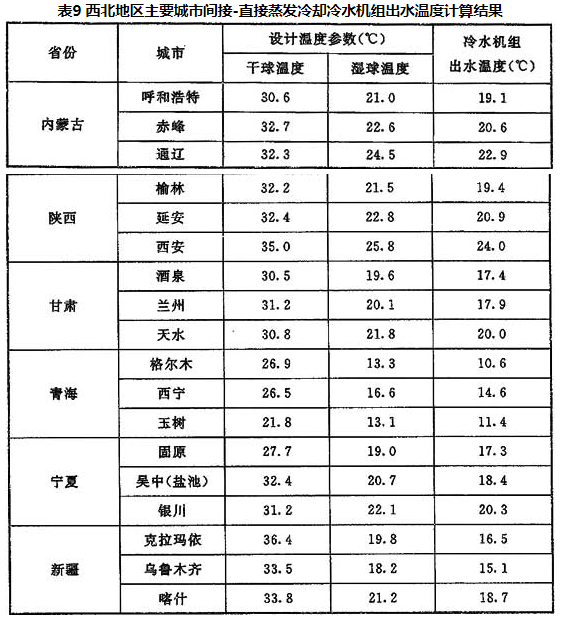 表9 西北地区主要城市间接-直接蒸发冷却冷水机组出水温度计算结果
省份 城市 设计温度参数(℃) 冷水机组出水温度(℃)
干球温度 湿球温度
内蒙古 呼和浩特 30.6 21.0 19.1
赤峰 32.7 22.6 20.6
通辽 32.3 24.5 22.9
陕西 榆林 32.2 21.5 19.4
延安 32.4 22.8 20.9
西安 35.0 25.8 24.0
甘肃 酒泉 30.5 19.6 17.4
兰州 31.2 20.1 17.9
天水 30.8 21.8 20.0
青海 格尔木 26.9 13.3 10.6
西宁 26.5 16.6 14.6
玉树 21.8 13.1 11.4
宁夏 固原 27.7 19.0 17.3
吴中(盐池) 32.4 20.7 18.4
银川 31.2 22.1 20.3
新疆 克拉玛依 36.4 19.8 16.5
乌鲁木齐 33.5 18.2 15.1
喀什 33.8 21.2 18.7